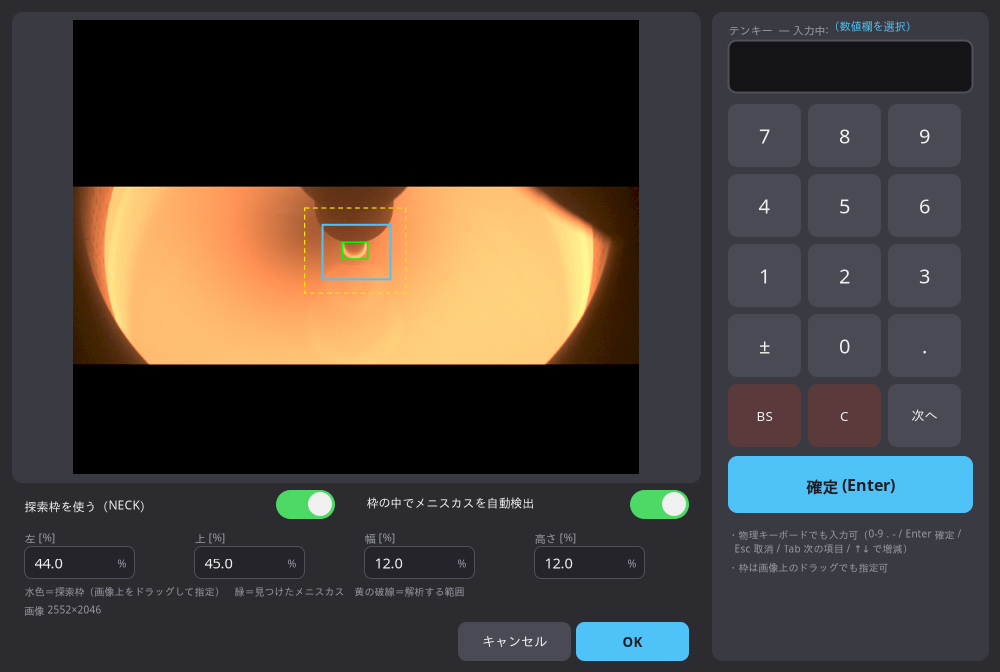 テンキー — 入力中: (数値欄を選択)
7 8 9
4 5 6
1 2 3
± 0 .
BS C 次へ
確定 (Enter)
・物理キーボードでも入力可（0-9 . - / Enter 確定 /
Esc 取消 / Tab 次の項目 / ↑↓ で増減）
・枠は画像上のドラッグでも指定可
探索枠を使う（NECK） 枠の中でメニスカスを自動検出
左 [%] 上 [%] 幅 [%] 高さ [%]
44.0 % 45.0 % 12.0 % 12.0 %
水色＝探索枠（画像上をドラッグして指定） 緑＝見つけたメニスカス 黄の破線＝解析する範囲
画像 2552×2046
キャンセル OK